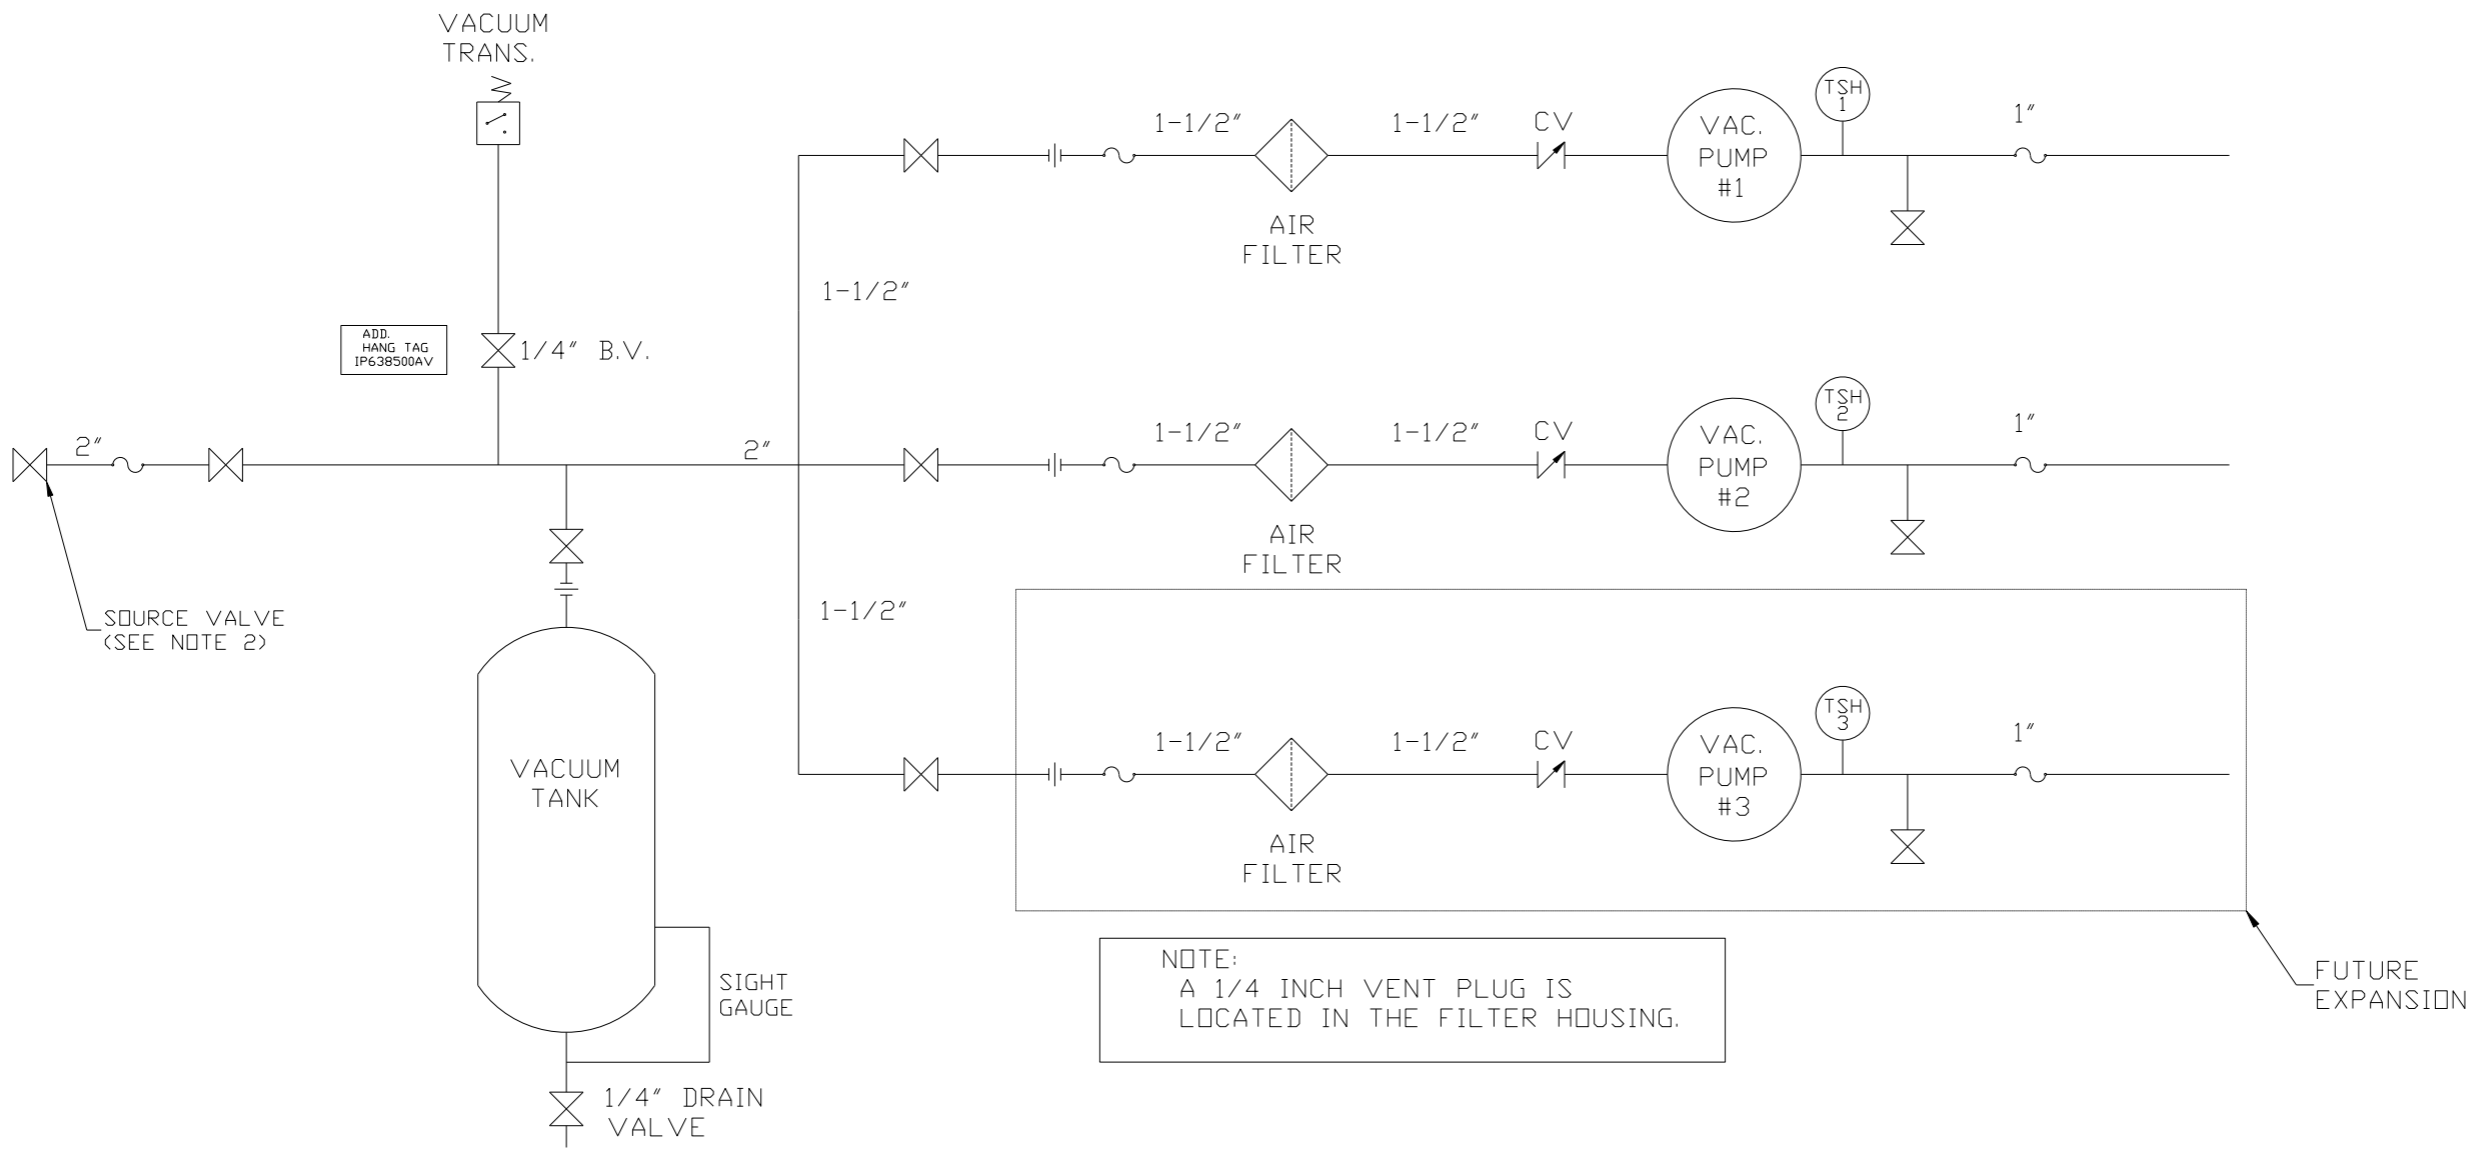 VACUUM
TRANS.
1-1/2"
1-1/2"
CV
VAC.
PUMP
#1
TSH
1
1"
AIR
FILTER
1-1/2"
ADD.
HANG TAG
IP638500AV
1/4" B.V.
2"
2"
1-1/2"
1-1/2"
CV
VAC.
PUMP
#2
TSH
2
1"
AIR
FILTER
SOURCE VALVE
(SEE NOTE 2)
1-1/2"
1-1/2"
1-1/2"
CV
VAC.
PUMP
#3
TSH
3
1"
AIR
FILTER
VACUUM
TANK
SIGHT
GAUGE
NOTE:
A 1/4 INCH VENT PLUG IS
LOCATED IN THE FILTER HOUSING.
FUTURE
EXPANSION
1/4" DRAIN
VALVE